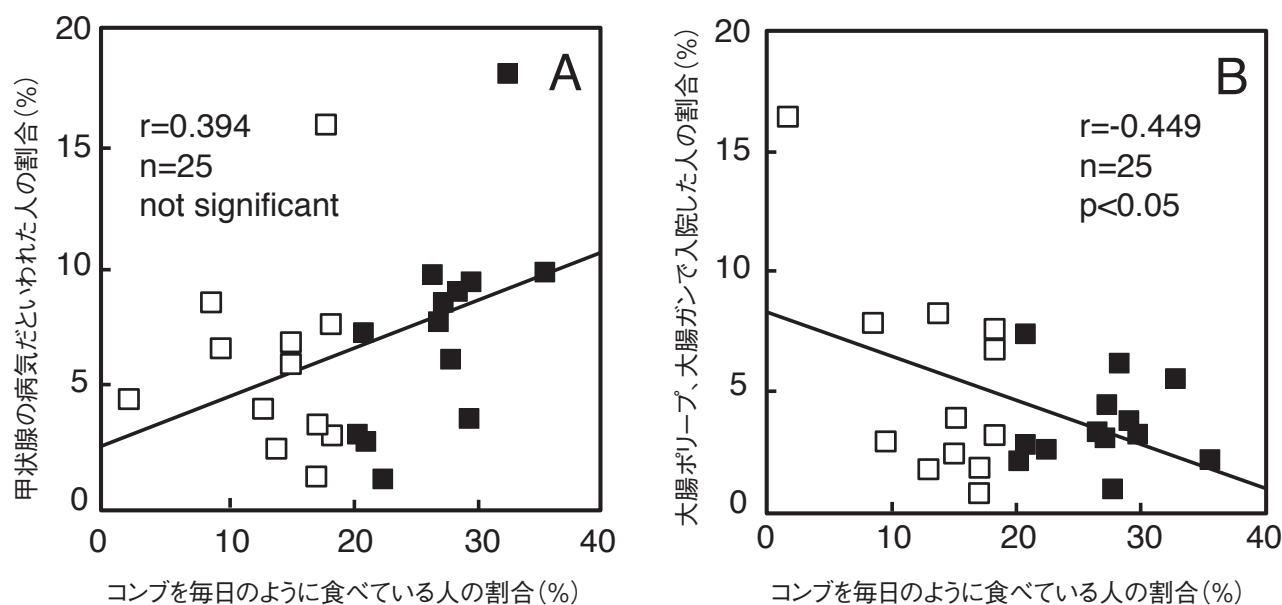 甲状腺の病気だといわれた人の割合(%)
20
15
10
5
0
A
r=0.394
n=25
not significant
0 10 20 30 40
コンブを毎日のように食べている人の割合(%)
大腸ポリープ、大腸ガンで入院した人の割合(%)
20
15
10
5
0
B
r=-0.449
n=25
p<0.05
0 10 20 30 40
コンブを毎日のように食べている人の割合(%)